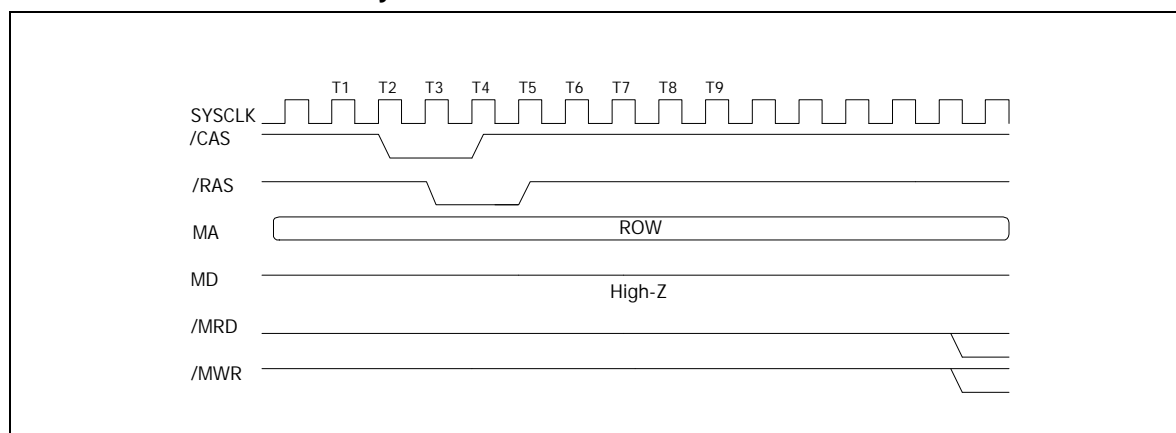 T1 T2 T3 T4 T5 T6 T7 T8 T9
SYSCLK
/CAS
/RAS
MA ROW
MD
High-Z
/MRD
/MWR